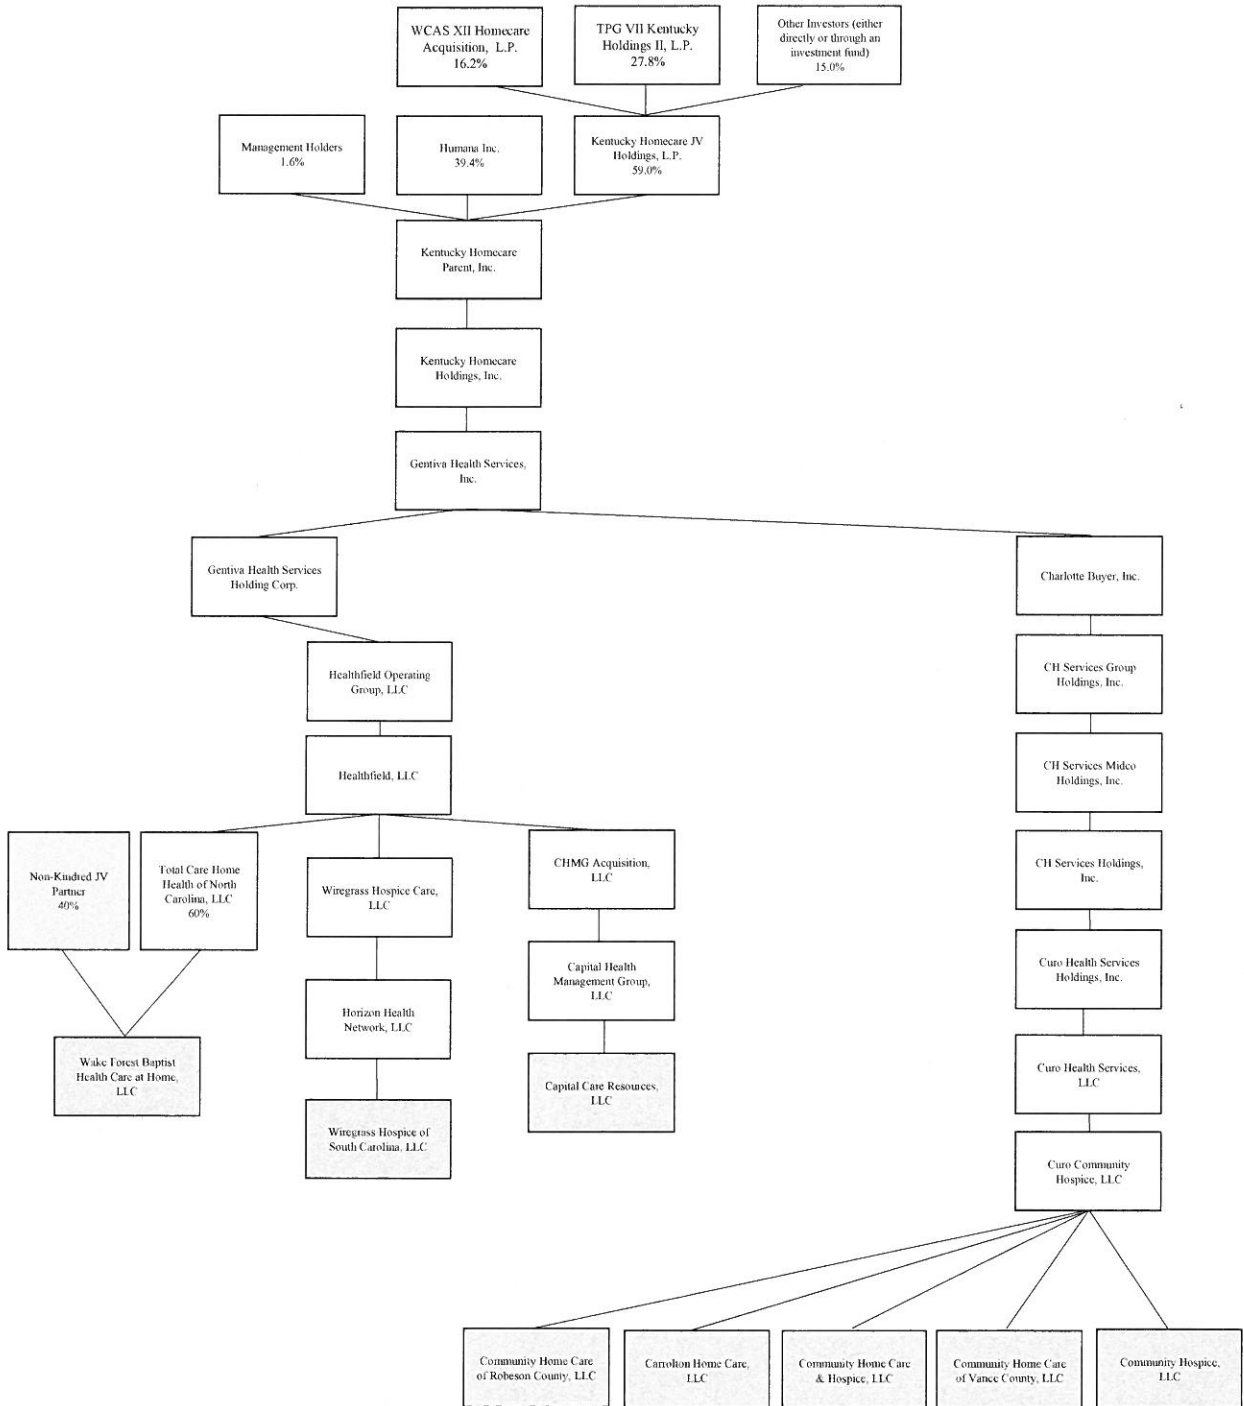 WCAS XII Homecare
Acquisition, L.P.
16.2%
TPG VII Kentucky
Holdings II, L.P.
27.8%
Other Investors (either
directly or through an
investment fund)
15.0%
Management Holders
1.6%
Humana Inc.
39.4%
Kentucky Homecare JV
Holdings, L.P.
59.0%
Kentucky Homecare
Parent, Inc.
Kentucky Homecare
Holdings, Inc.
Gentiva Health Services,
Inc.
Gentiva Health Services
Holding Corp.
Charlotte Buyer, Inc.
Healthfield Operating
Group, LLC
CH Services Group
Holdings, Inc.
Healthfield, LLC
CH Services Midco
Holdings, Inc.
Non-Kindred JV
Partner
40%
Total Care Home
Health of North
Carolina, LLC
60%
Wiregrass Hospice Care,
LLC
CHMG Acquisition,
LLC
CH Services Holdings,
Inc.
Capital Health
Management Group,
LLC
Curo Health Services
Holdings, Inc.
Horizon Health
Network, LLC
Wake Forest Baptist
Health Care at Home,
LLC
Capital Care Resources,
LLC
Curo Health Services,
LLC
Wiregrass Hospice of
South Carolina, LLC
Curo Community
Hospice, LLC
Community Home Care
of Robeson County, LLC
Carrolton Home Care,
LLC
Community Home Care
& Hospice, LLC
Community Home Care
of Vance County, LLC
Community Hospice,
LLC